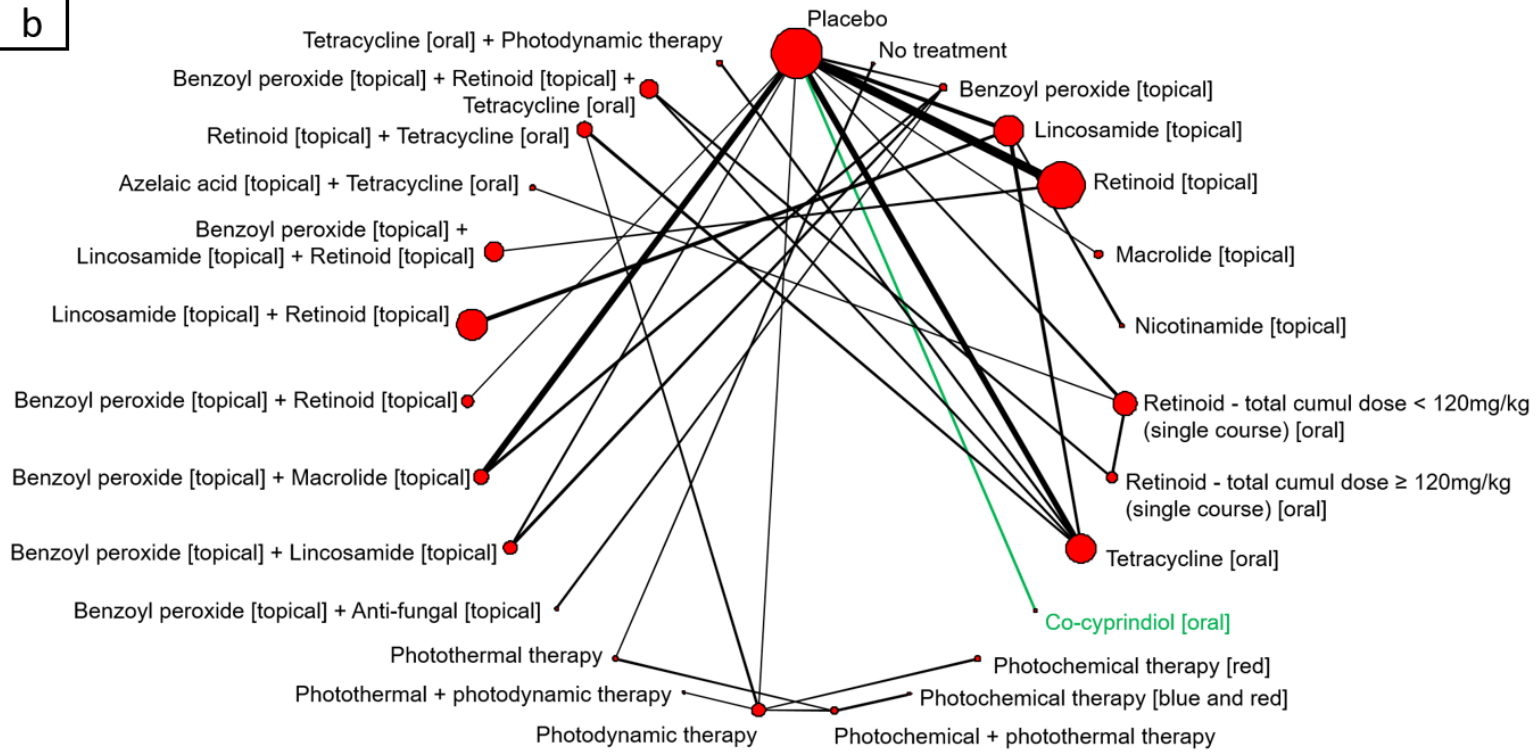 b
Placebo
Tetracycline [oral] + Photodynamic therapy
No treatment
Benzoyl peroxide [topical] + Retinoid [topical] +
Tetracycline [oral]
Benzoyl peroxide [topical]
Retinoid [topical] + Tetracycline [oral]
Lincosamide [topical]
Azelaic acid [topical] + Tetracycline [oral]
Retinoid [topical]
Benzoyl peroxide [topical] +
Lincosamide [topical] + Retinoid [topical]
Macrolide [topical]
Lincosamide [topical] + Retinoid [topical]
Nicotinamide [topical]
Benzoyl peroxide [topical] + Retinoid [topical]
Retinoid - total cumul dose < 120mg/kg
(single course) [oral]
Benzoyl peroxide [topical] + Macrolide [topical]
Retinoid - total cumul dose ≥ 120mg/kg
(single course) [oral]
Benzoyl peroxide [topical] + Lincosamide [topical]
Tetracycline [oral]
Benzoyl peroxide [topical] + Anti-fungal [topical]
Co-cyprindiol [oral]
Photothermal therapy
Photochemical therapy [red]
Photothermal + photodynamic therapy
Photochemical therapy [blue and red]
Photodynamic therapy
Photochemical + photothermal therapy